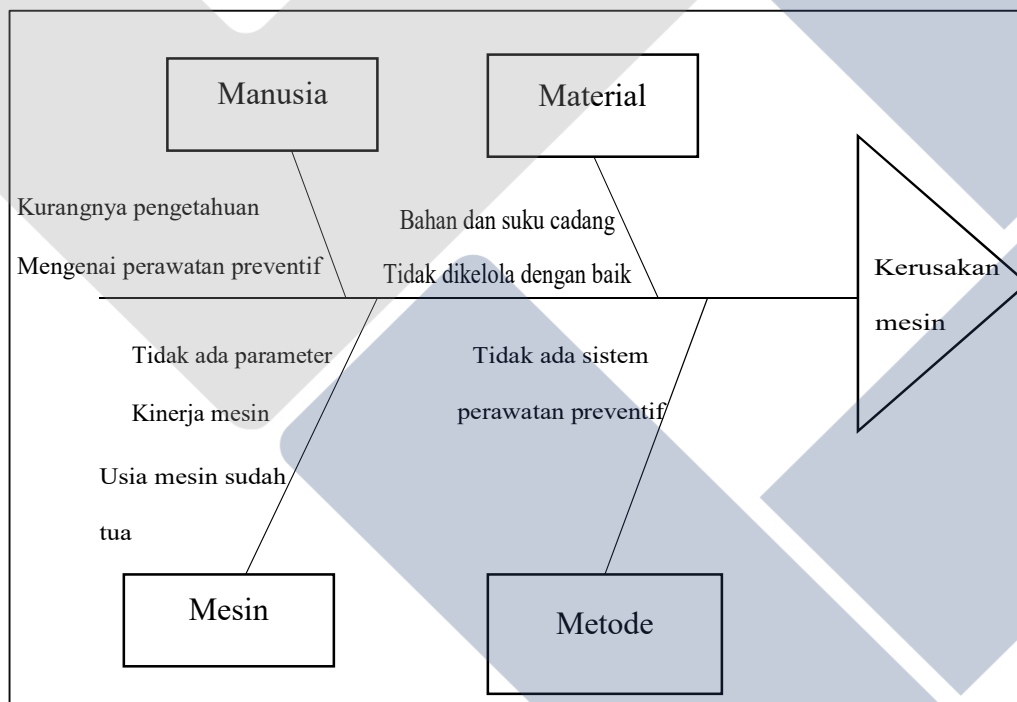 Manusia
Material
Kurangnya pengetahuan
Mengenai perawatan preventif
Bahan dan suku cadang
Tidak dikelola dengan baik
Kerusakan
mesin
Tidak ada parameter
Kinerja mesin
Usia mesin sudah
tua
Tidak ada sistem
perawatan preventif
Mesin
Metode